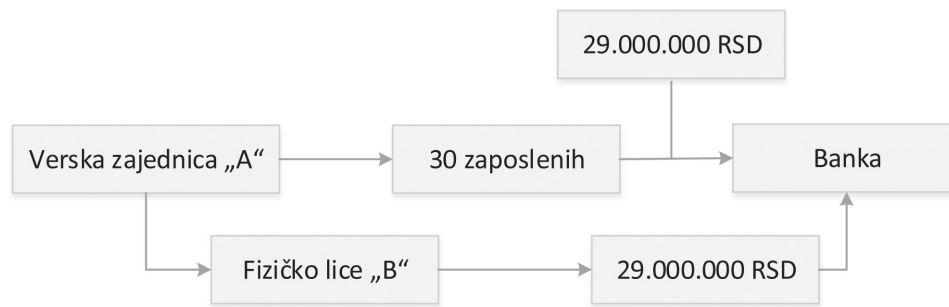 29.000.000 RSD
Verska zajednica „A“
30 zaposlenih
Banka
Fizičko lice „B“
29.000.000 RSD